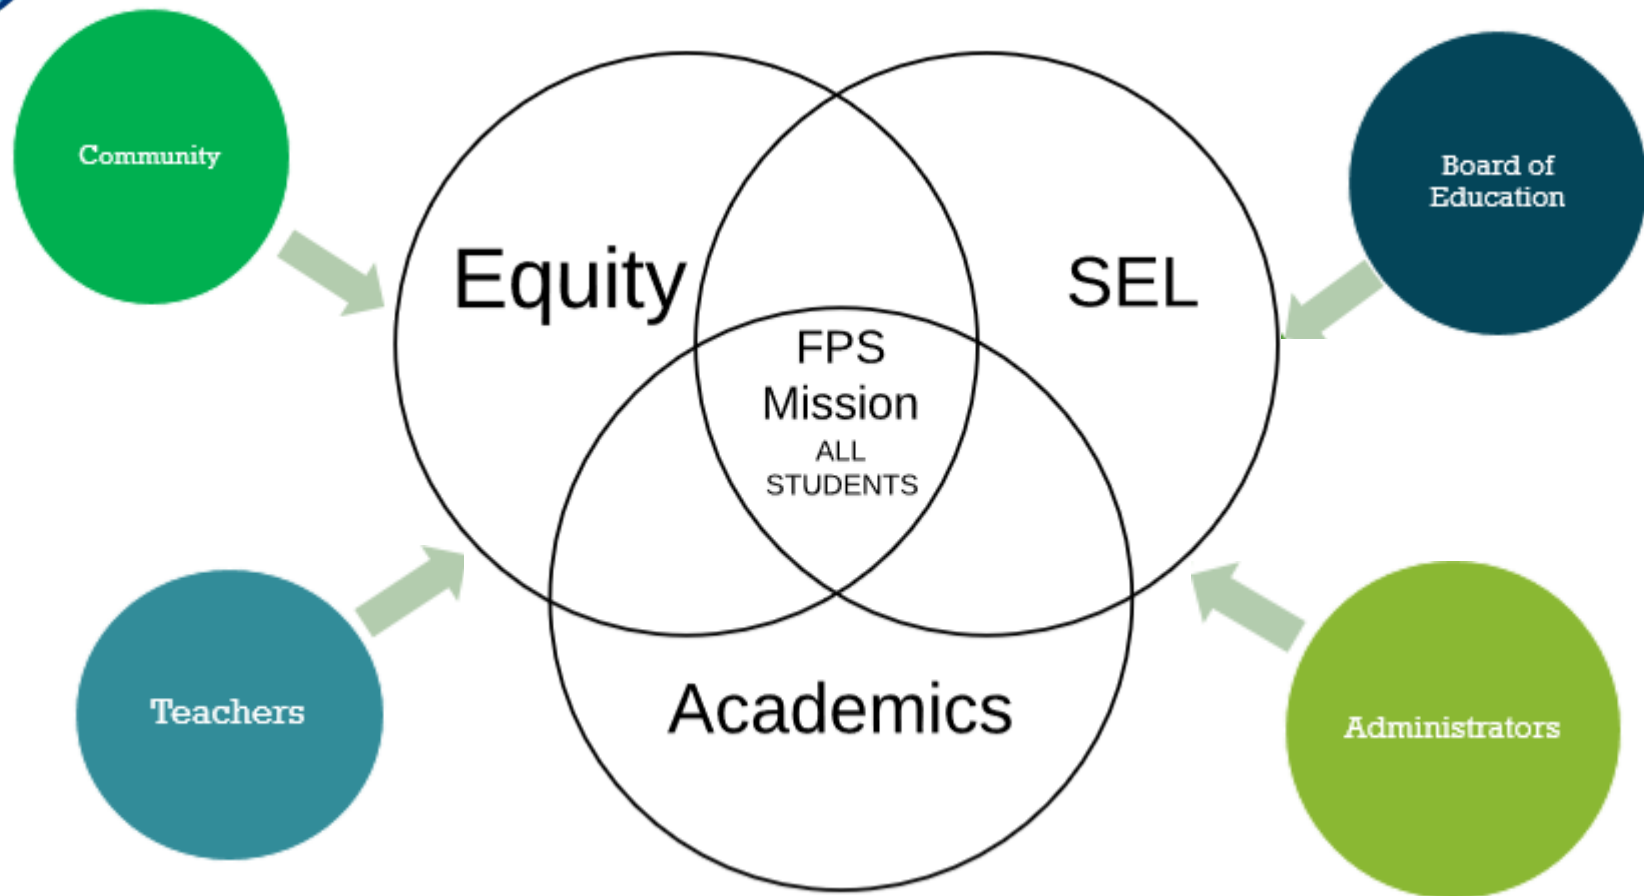 Community
Board of
Education
Equity
SEL
FPS
Mission
ALL
STUDENTS
Teachers
Academics
Administrators